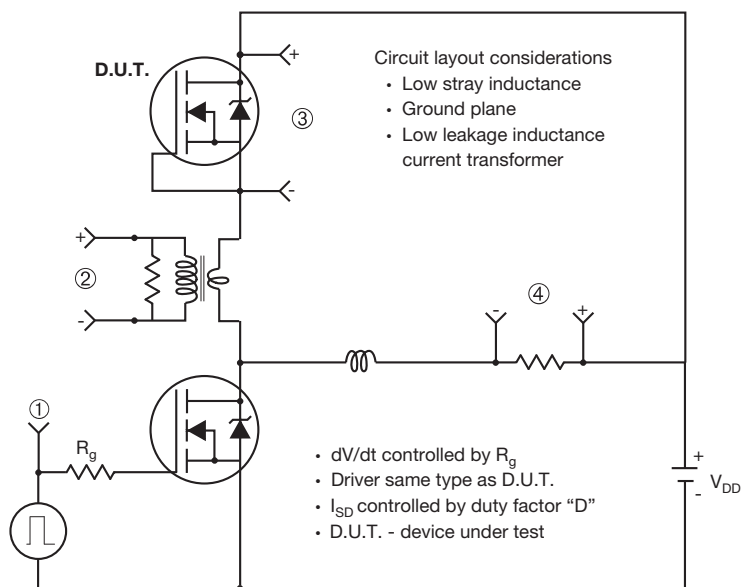 D.U.T.
+
Circuit layout considerations
• Low stray inductance
• Ground plane
• Low leakage inductance
current transformer
③
-
+
②
-
④
-
+
①
Rg
• dV/dt controlled by Rg
• Driver same type as D.U.T.
• ISD controlled by duty factor “D”
• D.U.T. - device under test
+
VDD
-